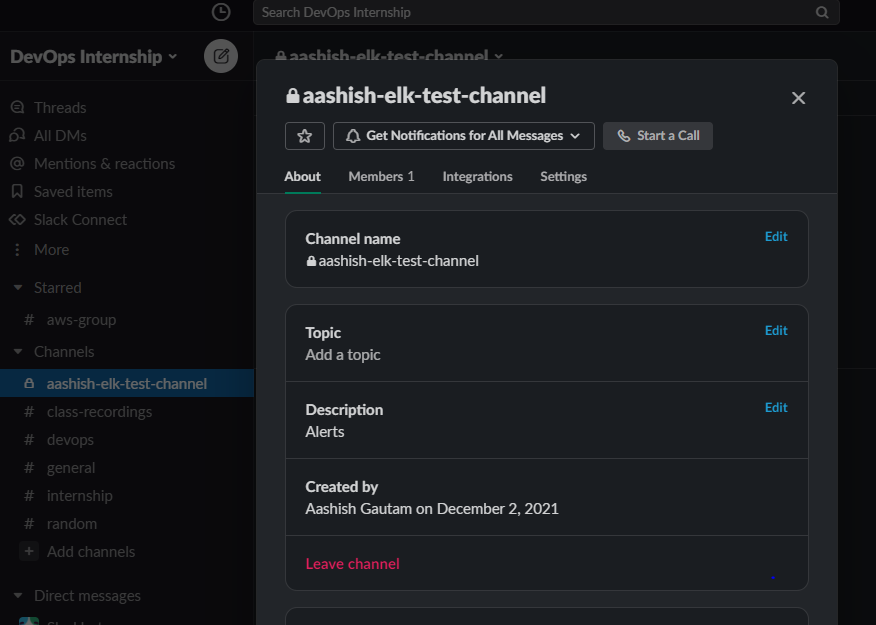 Search DevOps Internship
DevOps Internship
aashish-elk-test-channel
Threads
All DMs
Mentions & reactions
Saved items
Slack Connect
More
Starred
# aws-group
Channels
aashish-elk-test-channel
# class-recordings
# devops
# general
# internship
# random
+ Add channels
Direct messages
aashish-elk-test-channel
Get Notifications for All Messages
Start a Call
About
Members 1
Integrations
Settings
Channel name
Edit
aashish-elk-test-channel
Topic
Edit
Add a topic
Description
Edit
Alerts
Created by
Aashish Gautam on December 2, 2021
Leave channel